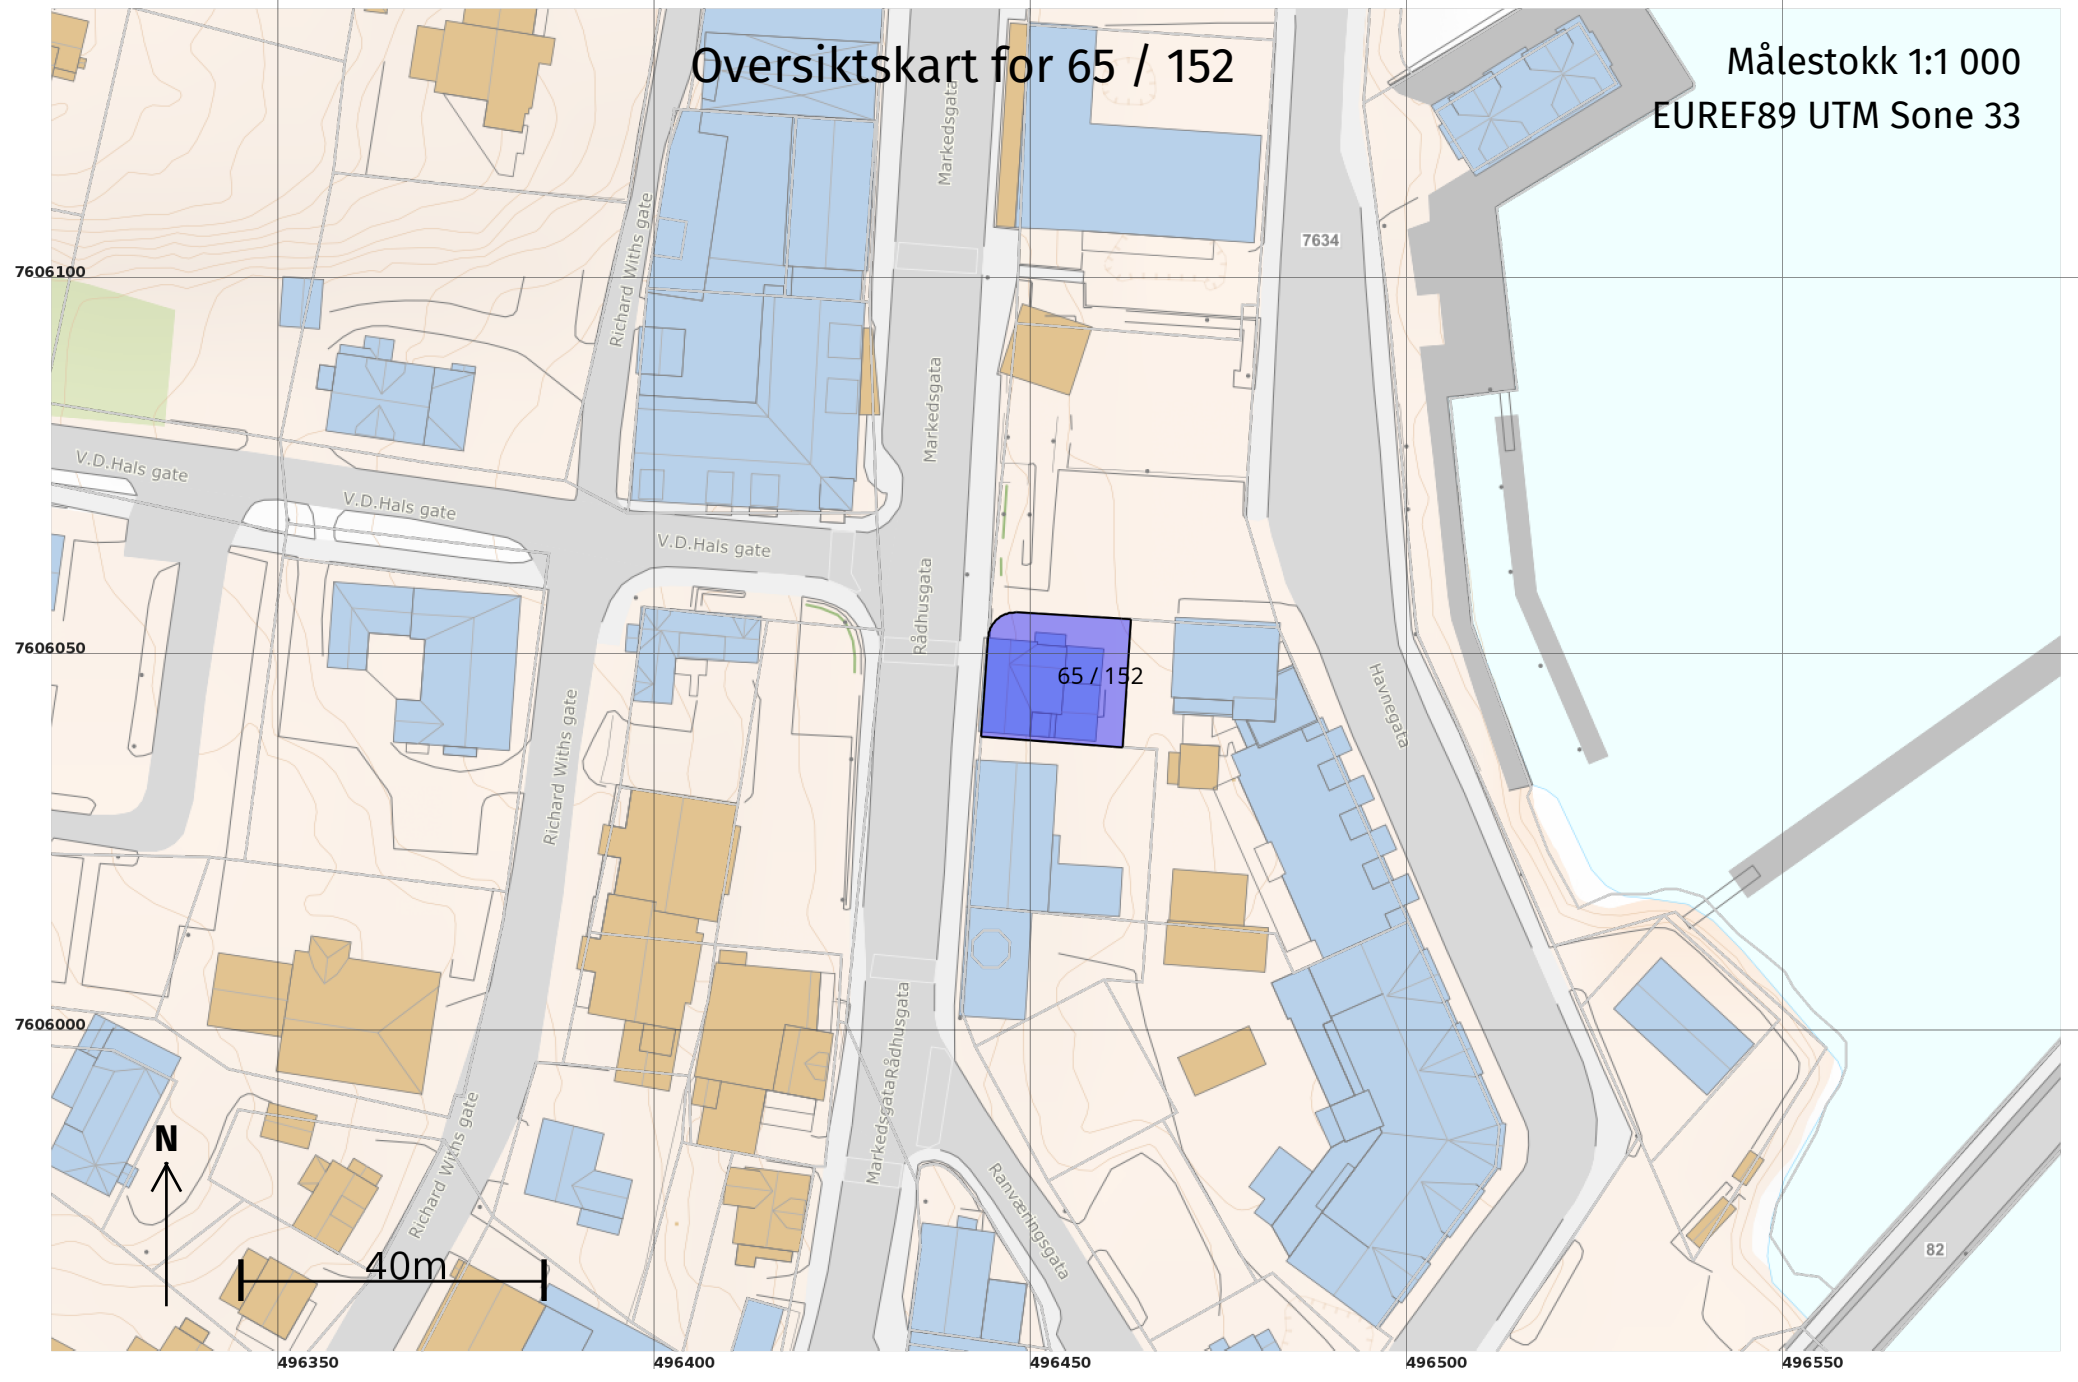 Oversiktskart for 65 / 152
Målestokk 1:1 000
EUREF89 UTM Sone 33
Markedsgata
Richard Withs gate
7634
7606100
Markedsgata
V.D.Hals gate
V.D.Hals gate
V.D.Hals gate
Rådhusgata
7606050
65 / 152
Havnegata
Richard Withs gate
7606000
Rådhusgata
Markedsgata
Richard Withs gate
Ranværingsgata
N
40m
82
496350
496400
496450
496500
496550